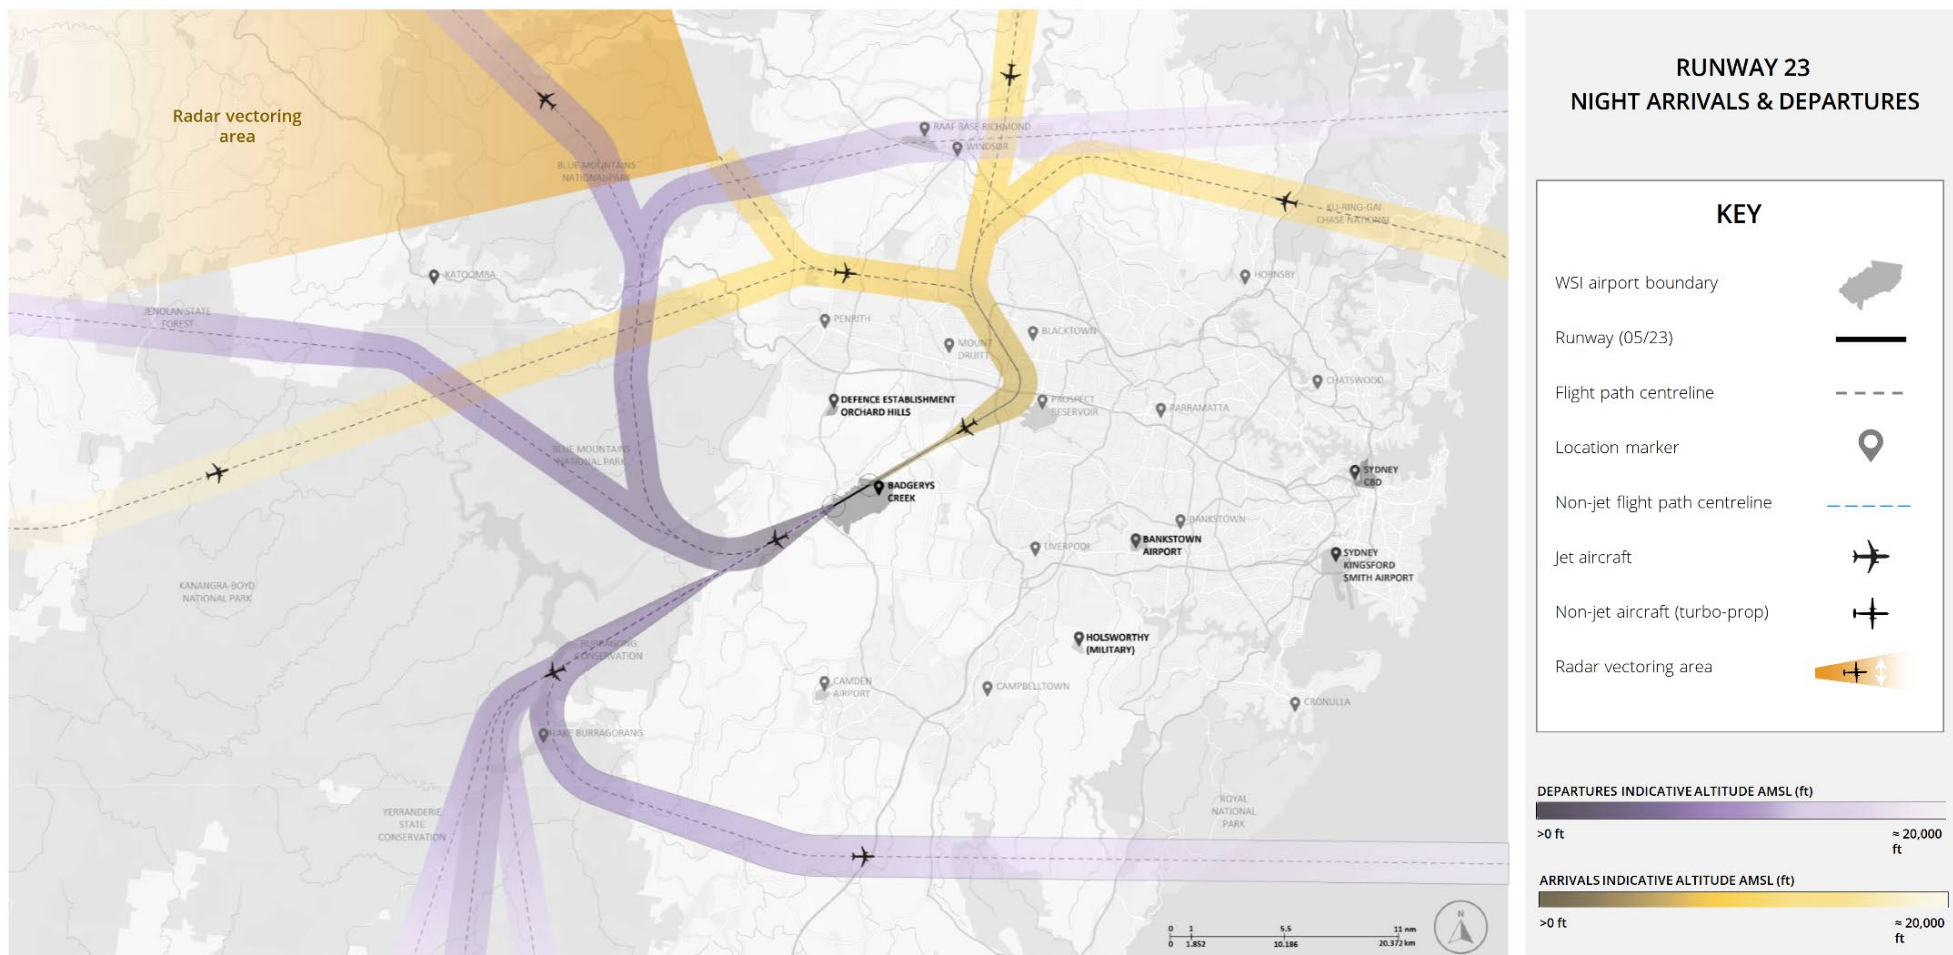 Radar vectoring
area
RAAF BASE RICHMOND
WINDSOR
BLUE MOUNTAINS
NATIONAL PARK
KU-RING-GAI
CHASE NATIONAL
KATOOMBA
HORNSBY
JENOLAN STATE
FOREST
PENRITH
BLACKTOWN
MOUNT
DRUITT
CHATSWOOD
DEFENCE ESTABLISHMENT
ORCHARD HILLS
PROSPECT
RESERVOIR
PARRAMATTA
BLUE MOUNTAINS
NATIONAL PARK
SYDNEY
CBD
BADGERYS
CREEK
BANKSTOWN
LIVERPOOL
BANKSTOWN
AIRPORT
SYDNEY
KINGSFORD
SMITH AIRPORT
KANANGRA-BOYD
NATIONAL PARK
HOLSWORTHY
(MILITARY)
BURRAGONG
CONSERVATION
CAMDEN
AIRPORT
CAMPBELLTOWN
CRONULLA
LAKE BURRAGORANG
YERRANDERIE
STATE
CONSERVATION
ROYAL
NATIONAL
PARK
0 1 5.5 11 nm
0 1.852 10.186 20.372 km
N
RUNWAY 23
NIGHT ARRIVALS & DEPARTURES
KEY
WSI airport boundary
Runway (05/23)
Flight path centreline
Location marker
Non-jet flight path centreline
Jet aircraft
Non-jet aircraft (turbo-prop)
Radar vectoring area
DEPARTURES INDICATIVE ALTITUDE AMSL (ft)
>0 ft ≈ 20,000
ft
ARRIVALS INDICATIVE ALTITUDE AMSL (ft)
>0 ft ≈ 20,000
ft